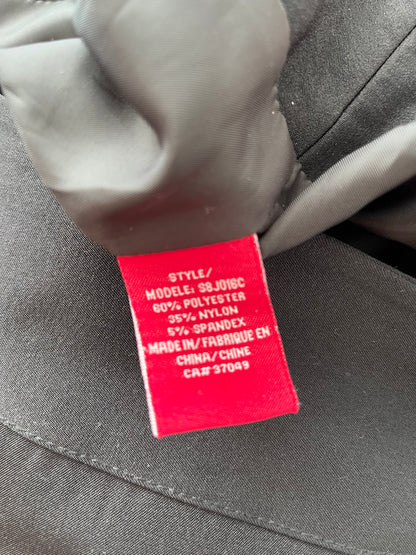 STYLE/
MODELE: S8J016C
60% POLYESTER
35% NYLON
5% SPANDEX
MADE IN/FABRIQUE EN
CHINA/CHINE
CA# 37049